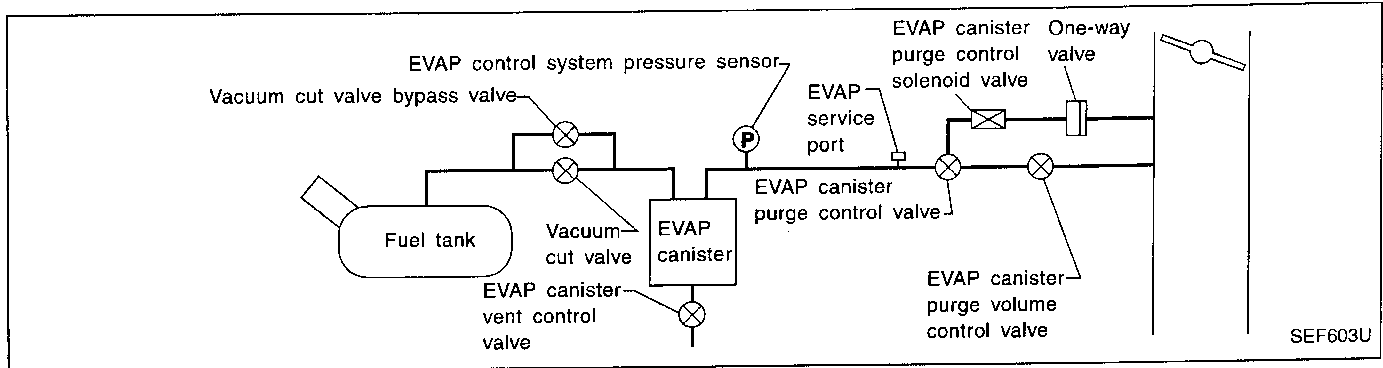 EVAP canister
purge control
solenoid valve
One-way
valve
EVAP control system pressure sensor
Vacuum cut valve bypass valve
EVAP
service
port
P
EVAP canister
purge control valve
Fuel tank
Vacuum
cut valve
EVAP
canister
EVAP canister
vent control
valve
EVAP canister
purge volume
control valve
SEF603U